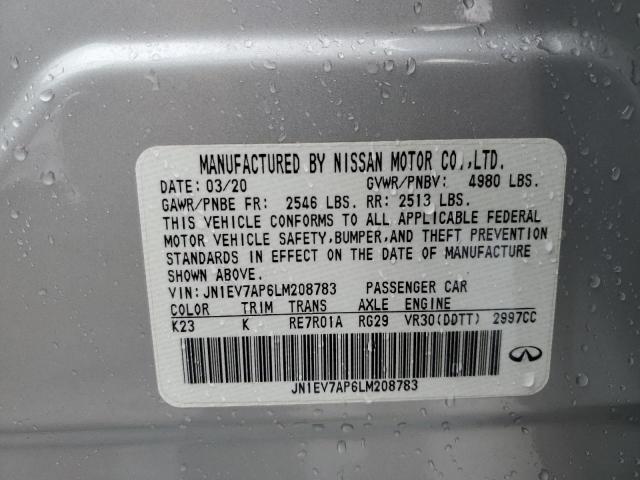 MANUFACTURED BY NISSAN MOTOR CO.,LTD.
DATE: 03/20 GVWR/PNBV: 4980 LBS.
GAWR/PNBE FR: 2546 LBS. RR: 2513 LBS.
THIS VEHICLE CONFORMS TO ALL APPLICABLE FEDERAL
MOTOR VEHICLE SAFETY,BUMPER,AND THEFT PREVENTION
STANDARDS IN EFFECT ON THE DATE OF MANUFACTURE
SHOWN ABOVE.
VIN: JN1EV7AP6LM208783 PASSENGER CAR
COLOR TRIM TRANS AXLE ENGINE
K23 K RE7R01A RG29 VR30(DDTT) 2997CC
JN1EV7AP6LM208783